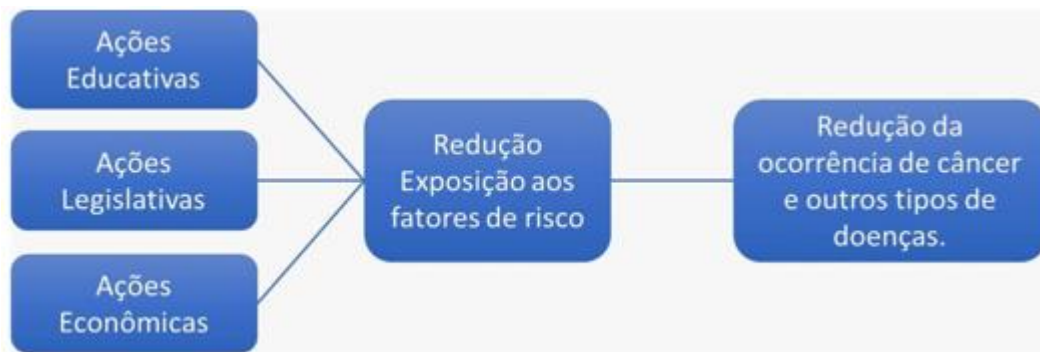 Ações
Educativas
Ações
Legislativas
Ações
Econômicas
Redução
Exposição aos
fatores de risco
Redução da
ocorrência de câncer
e outros tipos de
doenças.